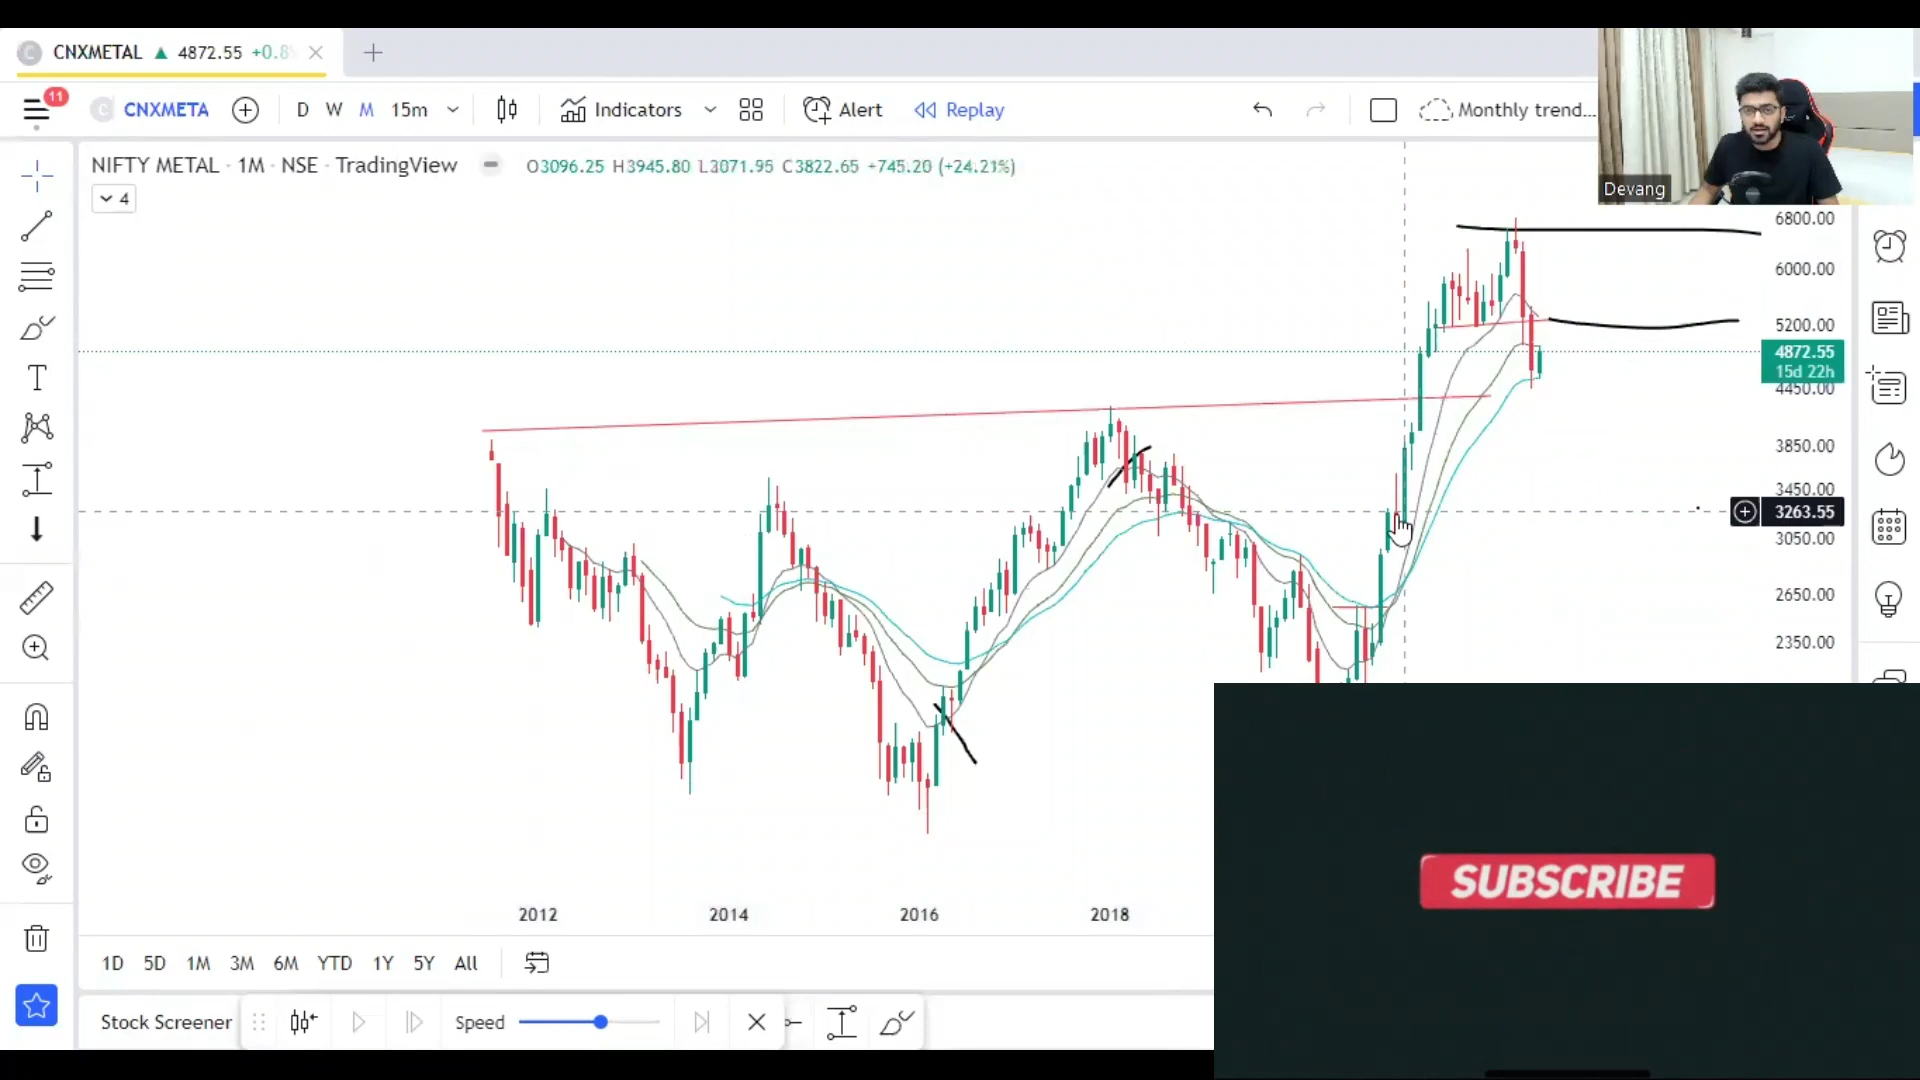 CNXMETAL ▲ 4872.55 +0.8
11
CNXMETA D W M 15m Indicators Alert Replay Monthly trend...
Devang
NIFTY METAL · 1M · NSE · TradingView O3096.25 H3945.80 L3071.95 C3822.65 +745.20 (+24.21%)
4
6800.00
6000.00
5200.00
4872.55
15d 22h
4450.00
3850.00
3450.00
3263.55
3050.00
2650.00
2350.00
SUBSCRIBE
2012 2014 2016 2018
1D 5D 1M 3M 6M YTD 1Y 5Y All
Stock Screener Speed